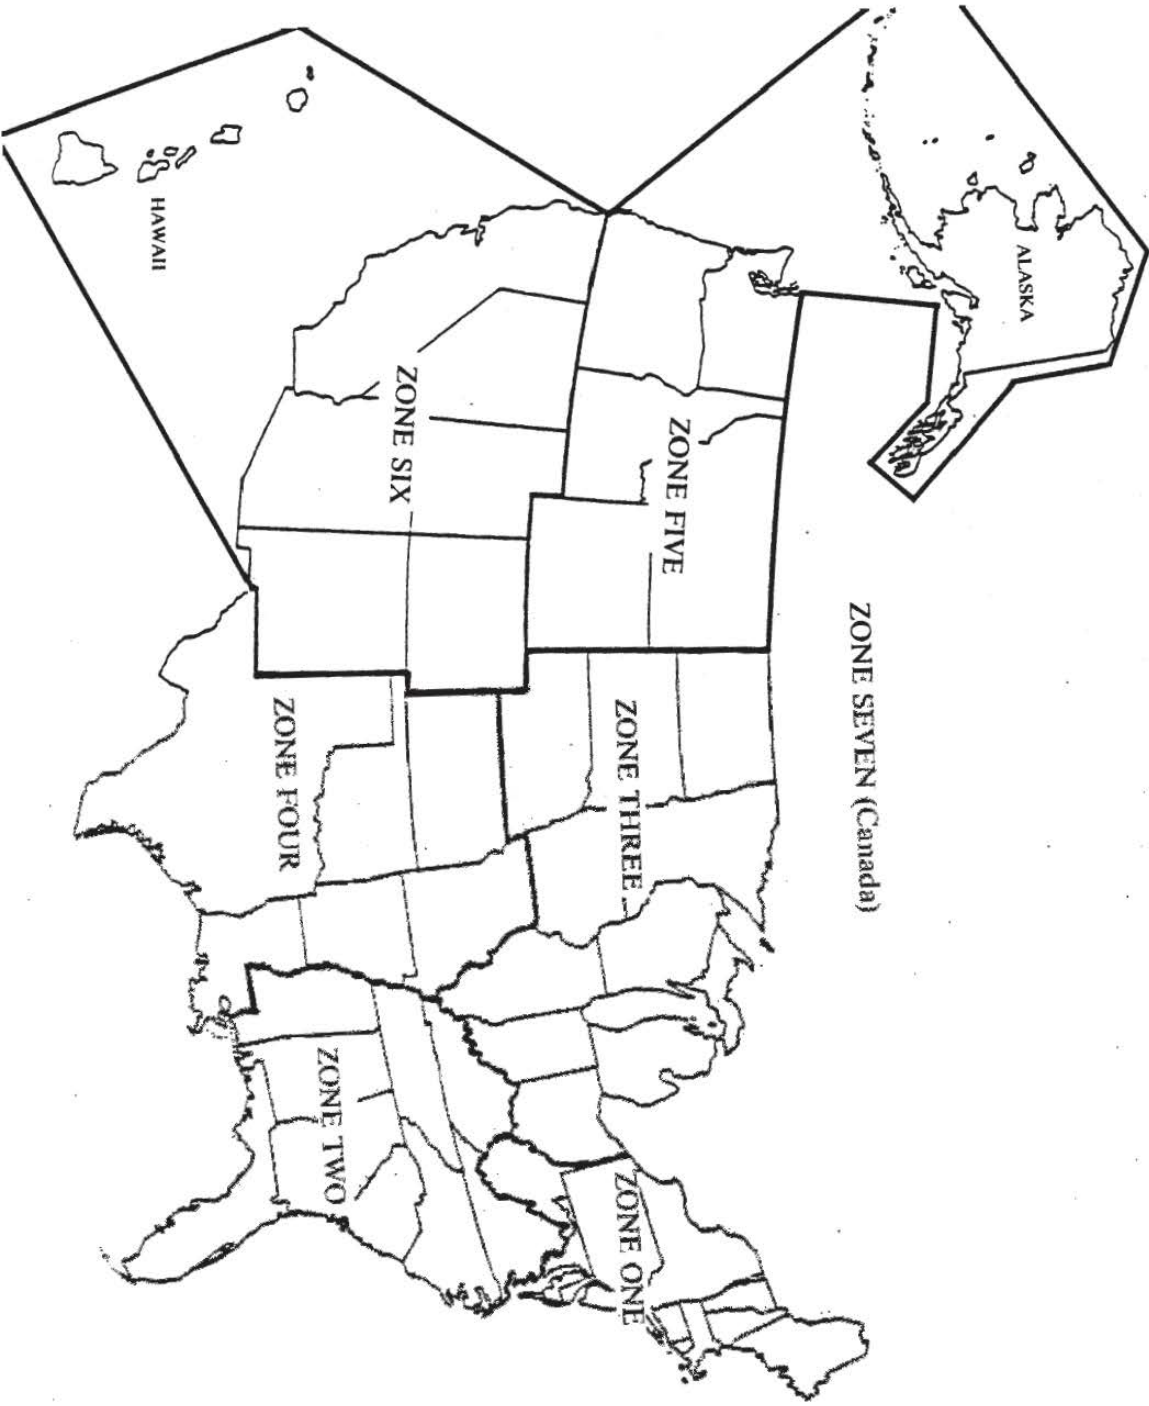 ALASKA
HAWAII
ZONE SEVEN (Canada)
ZONE FIVE
ZONE SIX
ZONE THREE
ZONE FOUR
ZONE ONE
ZONE TWO